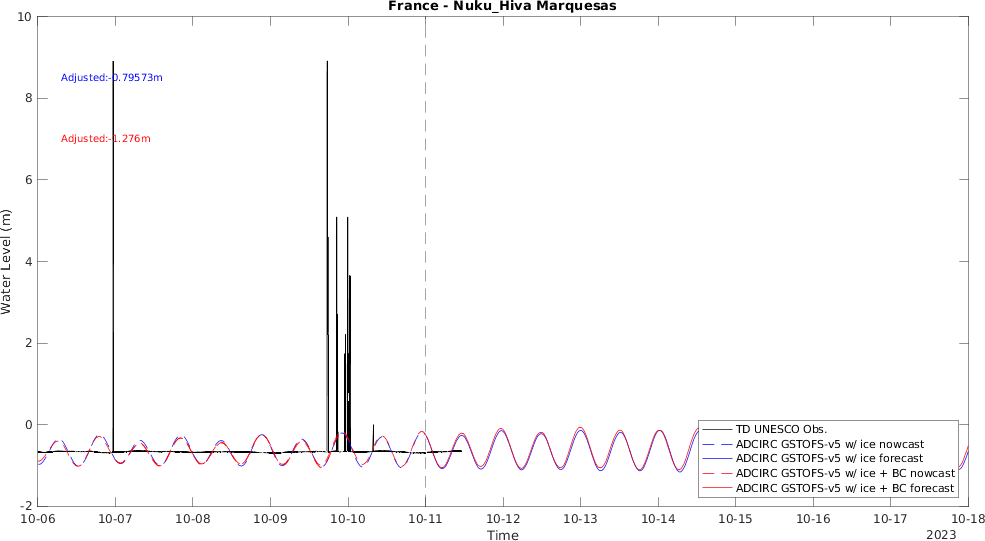 France - Nuku_Hiva Marquesas
Water Level (m)
10
8
6
4
2
0
-2
Adjusted:-0.79573m
Adjusted:-1.276m
TD UNESCO Obs.
ADCIRC GSTOFS-v5 w/ ice nowcast
ADCIRC GSTOFS-v5 w/ ice forecast
ADCIRC GSTOFS-v5 w/ ice + BC nowcast
ADCIRC GSTOFS-v5 w/ ice + BC forecast
10-06 10-07 10-08 10-09 10-10 10-11 10-12 10-13 10-14 10-15 10-16 10-17 10-18
Time
2023